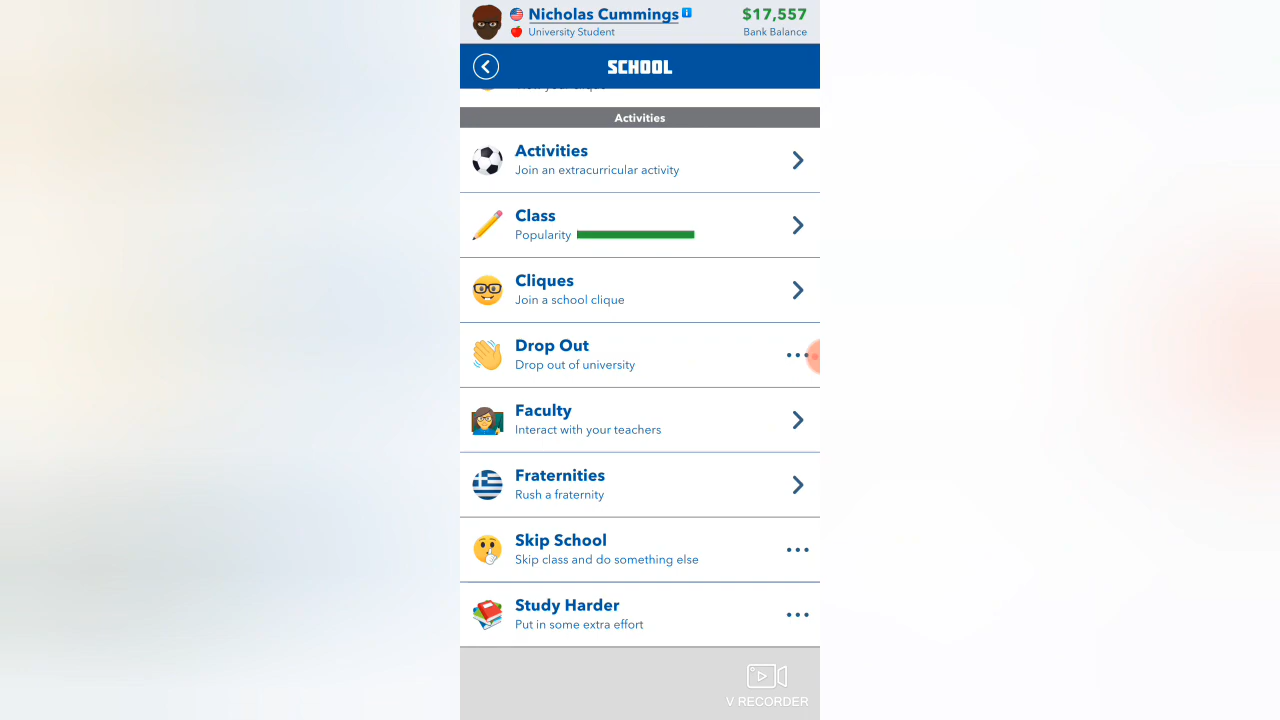 Nicholas Cummings
$17,557
University Student
Bank Balance
SCHOOL
Activities
Activities
Join an extracurricular activity
Class
Popularity
Cliques
Join a school clique
Drop Out
Drop out of university
Faculty
Interact with your teachers
Fraternities
Rush a fraternity
Skip School
Skip class and do something else
Study Harder
Put in some extra effort
V RECORDER